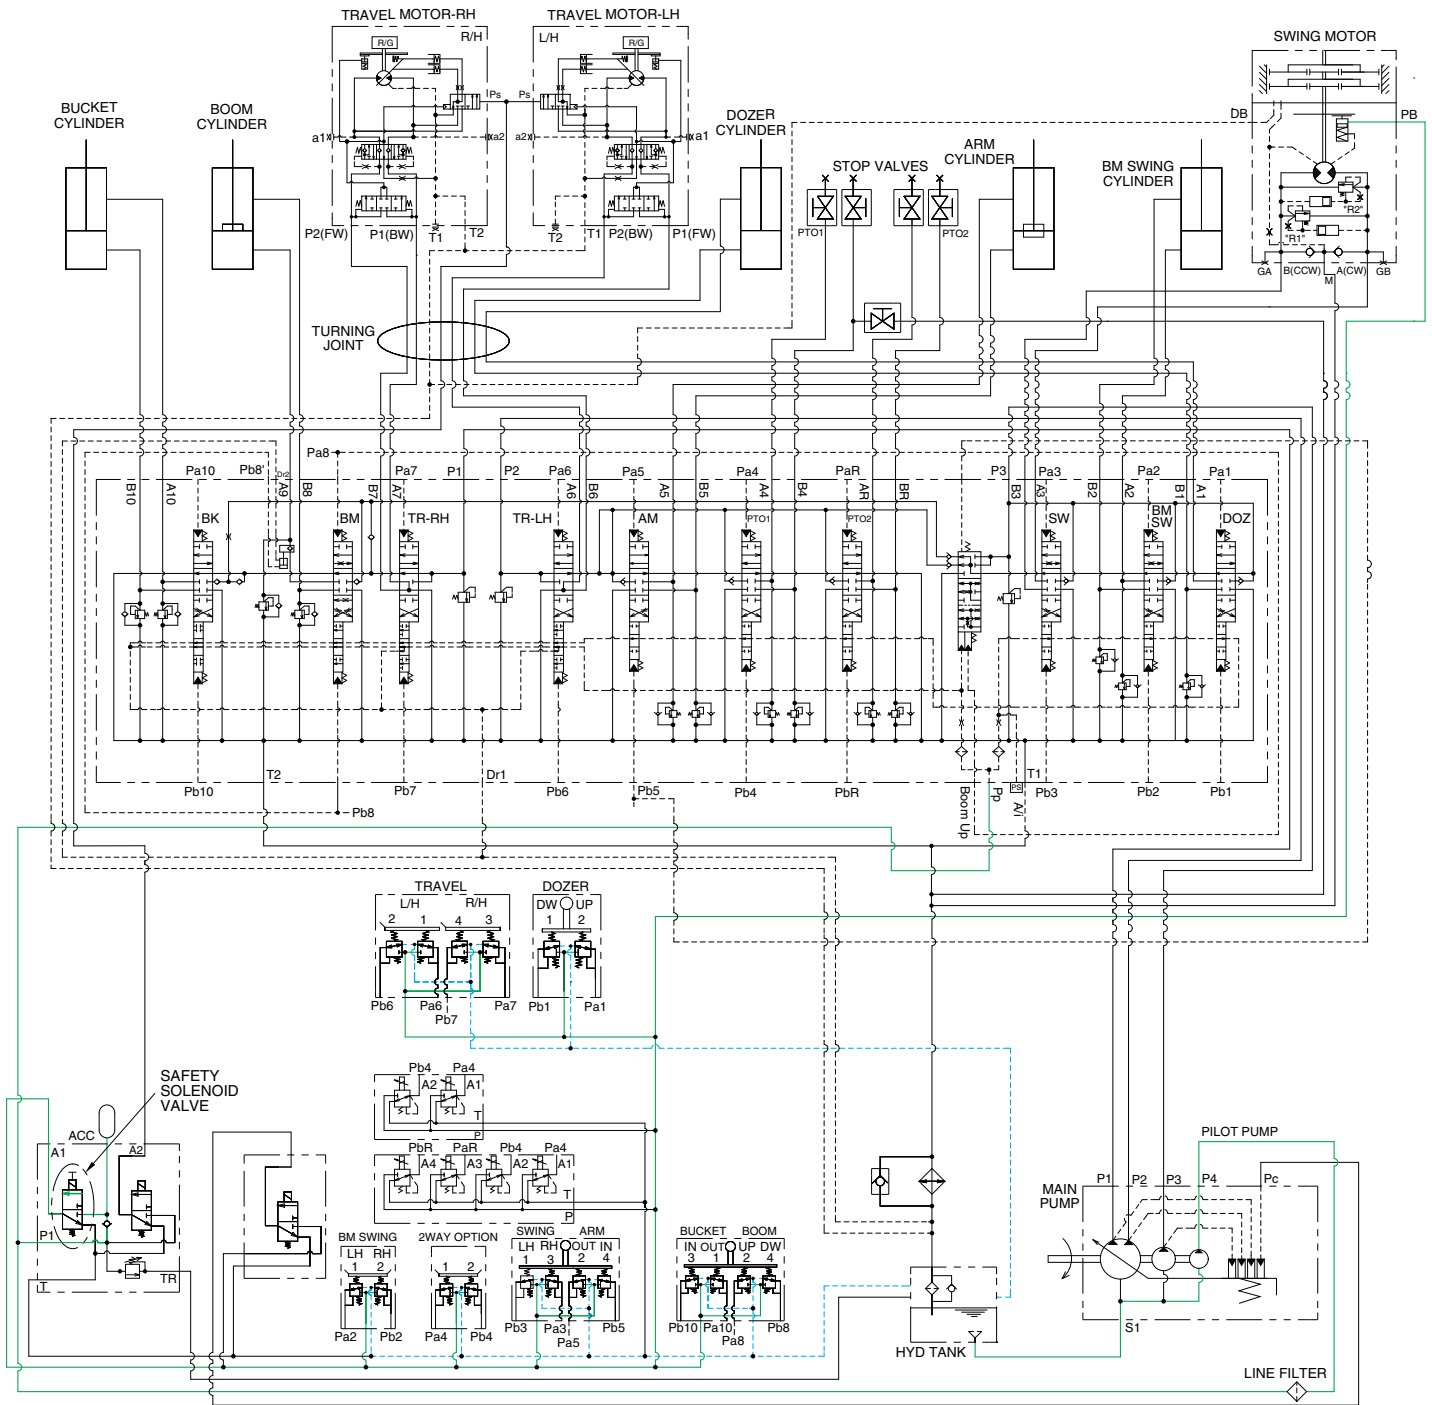 TRAVEL MOTOR-RH
TRAVEL MOTOR-LH
SWING MOTOR
R/H
L/H
R/G
R/G
BUCKET
CYLINDER
BOOM
CYLINDER
DOZER
CYLINDER
ARM
CYLINDER
STOP VALVES
BM SWING
CYLINDER
Ps
Ps
DB
PB
a1
a2
a2
a1
"R2"
"R1"
P2(FW)
P1(BW)
T1
T2
T2
T1
P2(BW)
P1(FW)
PTO1
PTO2
GA
B(CCW)
M
A(CW)
GB
TURNING
JOINT
Pa8
Pa10
Pb8'
Dr2
Pa7
P1
P2
Pa6
Pa5
Pa4
PaR
P3
Pa3
Pa2
Pa1
B10
A10
A9
B8
B7
A7
A6
B6
A5
B5
A4
B4
AR
BR
B3
A3
B2
A2
B1
A1
BK
BM
TR-RH
TR-LH
AM
PTO1
PTO2
SW
BM
SW
DOZ
T2
Dr1
T1
Pb10
Pb7
Pb6
Pb5
Pb4
PbR
Boom Up
Pp
PS
A/i
Pb3
Pb2
Pb1
Pb8
TRAVEL
L/H
R/H
2
1
4
3
Pb6
Pa6
Pb7
Pa7
DOZER
DW
UP
1
2
Pb1
Pa1
SAFETY
SOLENOID
VALVE
ACC
A1
A2
P1
T
TR
Pb4
Pa4
A2
A1
T
P
PbR
PaR
Pb4
Pa4
A4
A3
A2
A1
T
P
BM SWING
LH RH
1
2
Pa2
Pb2
2WAY OPTION
1
2
Pa4
Pb4
SWING
ARM
LH RH
OUT IN
1
3
2
4
Pb3
Pa3
Pa5
Pb5
BUCKET
BOOM
IN OUT
UP DW
3
1
2
4
Pb10
Pa10
Pa8
Pb8
HYD TANK
PILOT PUMP
MAIN
PUMP
P1
P2
P3
P4
Pc
S1
LINE FILTER